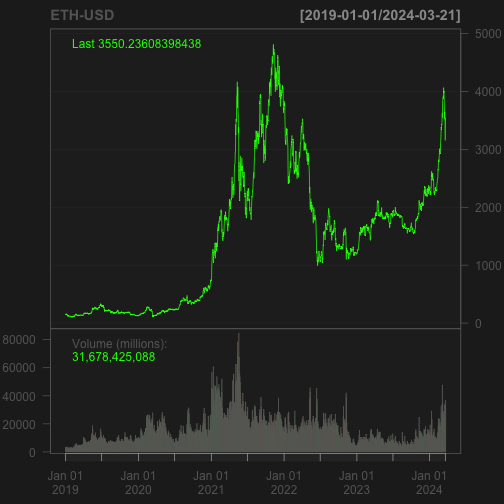 ETH-USD [2019-01-01/2024-03-21]
Last 3550.23608398438
5000
4000
3000
2000
1000
0
Volume (millions):
31,678,425,088
80000
60000
40000
20000
0
Jan 01 Jan 01 Jan 01 Jan 01 Jan 01 Jan 01
2019 2020 2021 2022 2023 2024